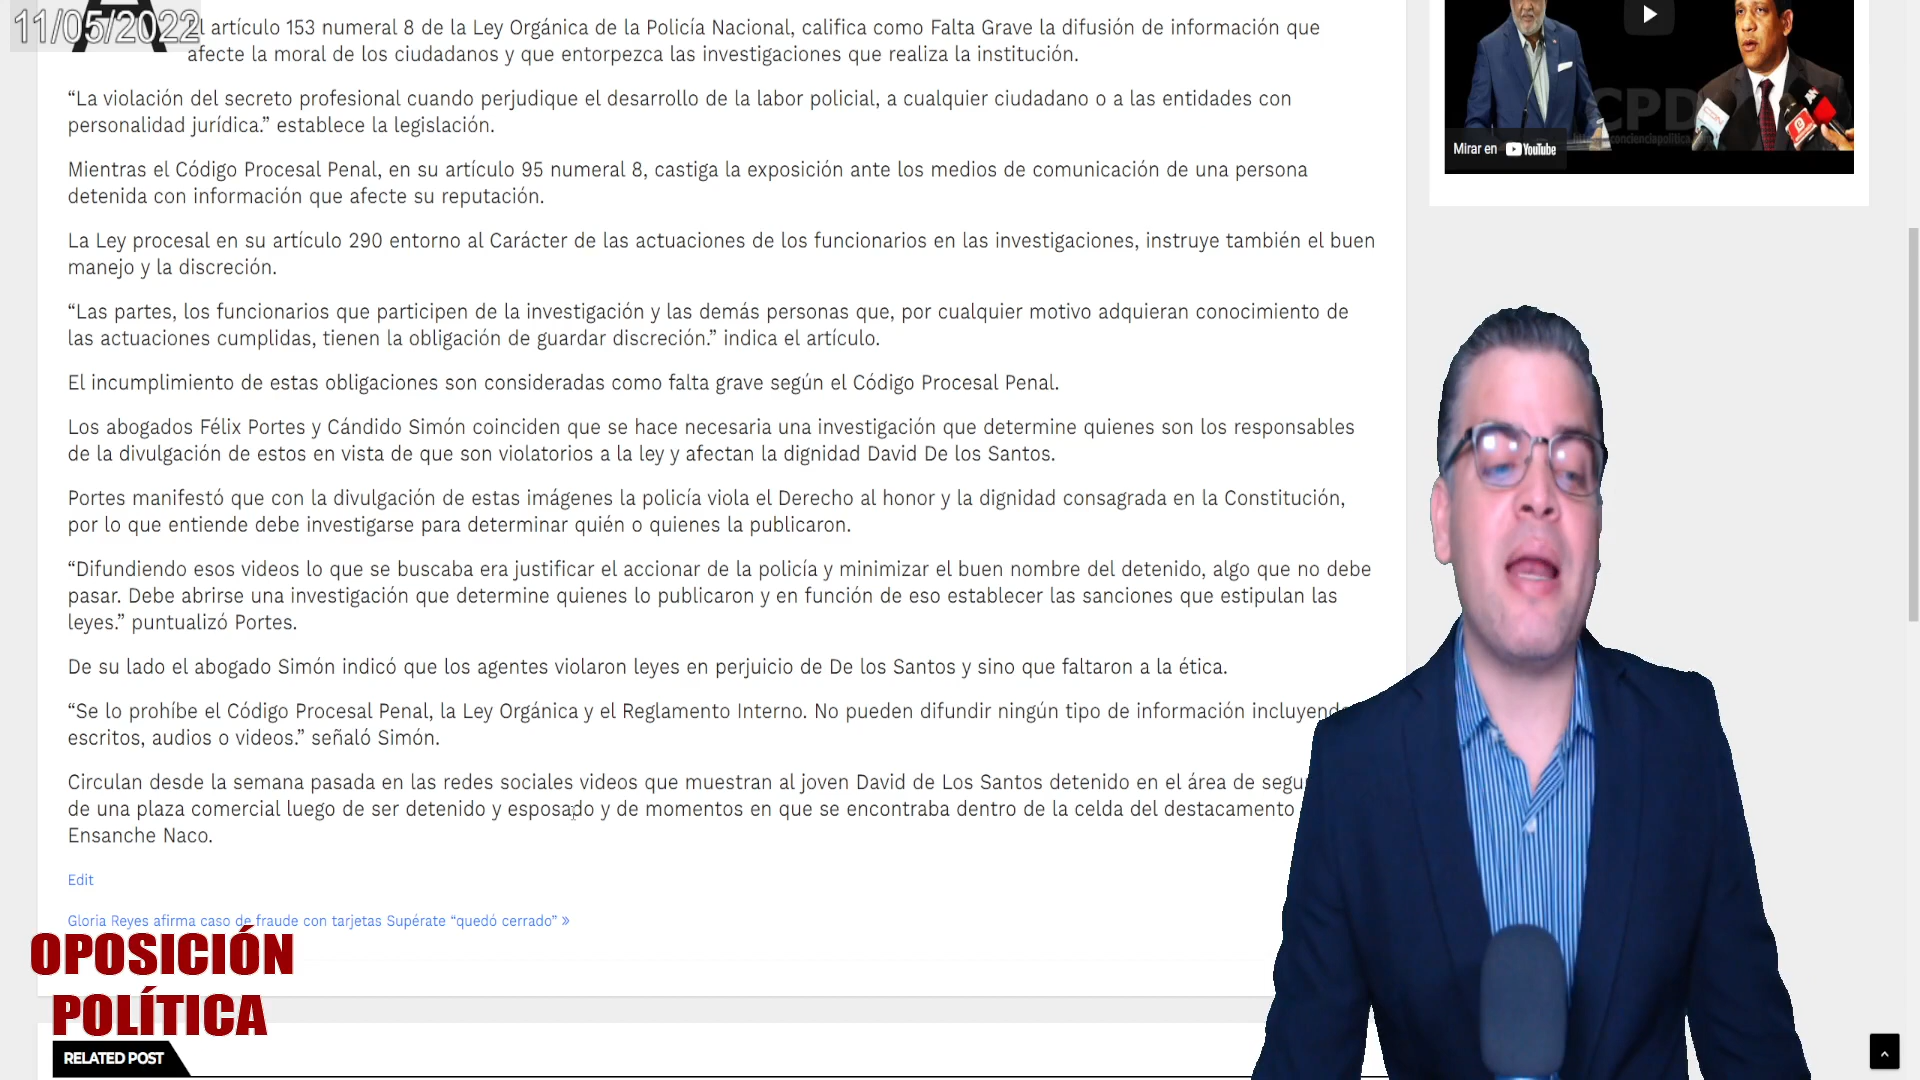 11/05/2022
l artículo 153 numeral 8 de la Ley Orgánica de la Policía Nacional, califica como Falta Grave la difusión de información que
afecte la moral de los ciudadanos y que entorpezca las investigaciones que realiza la institución.
“La violación del secreto profesional cuando perjudique el desarrollo de la labor policial, a cualquier ciudadano o a las entidades con
personalidad jurídica.” establece la legislación.
Mientras el Código Procesal Penal, en su artículo 95 numeral 8, castiga la exposición ante los medios de comunicación de una persona
detenida con información que afecte su reputación.
La Ley procesal en su artículo 290 entorno al Carácter de las actuaciones de los funcionarios en las investigaciones, instruye también el buen
manejo y la discreción.
“Las partes, los funcionarios que participen de la investigación y las demás personas que, por cualquier motivo adquieran conocimiento de
las actuaciones cumplidas, tienen la obligación de guardar discreción.” indica el artículo.
El incumplimiento de estas obligaciones son consideradas como falta grave según el Código Procesal Penal.
Los abogados Félix Portes y Cándido Simón coinciden que se hace necesaria una investigación que determine quienes son los responsables
de la divulgación de estos en vista de que son violatorios a la ley y afectan la dignidad David De los Santos.
Portes manifestó que con la divulgación de estas imágenes la policía viola el Derecho al honor y la dignidad consagrada en la Constitución,
por lo que entiende debe investigarse para determinar quién o quienes la publicaron.
“Difundiendo esos videos lo que se buscaba era justificar el accionar de la policía y minimizar el buen nombre del detenido, algo que no debe
pasar. Debe abrirse una investigación que determine quienes lo publicaron y en función de eso establecer las sanciones que estipulan las
leyes.” puntualizó Portes.
De su lado el abogado Simón indicó que los agentes violaron leyes en perjuicio de De los Santos y sino que faltaron a la ética.
“Se lo prohíbe el Código Procesal Penal, la Ley Orgánica y el Reglamento Interno. No pueden difundir ningún tipo de información incluyendo
escritos, audios o videos.” señaló Simón.
Circulan desde la semana pasada en las redes sociales videos que muestran al joven David de Los Santos detenido en el área de segu
de una plaza comercial luego de ser detenido y esposado y de momentos en que se encontraba dentro de la celda del destacamento
Ensanche Naco.
Edit
Gloria Reyes afirma caso de fraude con tarjetas Supérate “quedó cerrado” »
OPOSICIÓN
POLÍTICA
RELATED POST
CPD
Mirar en YouTube